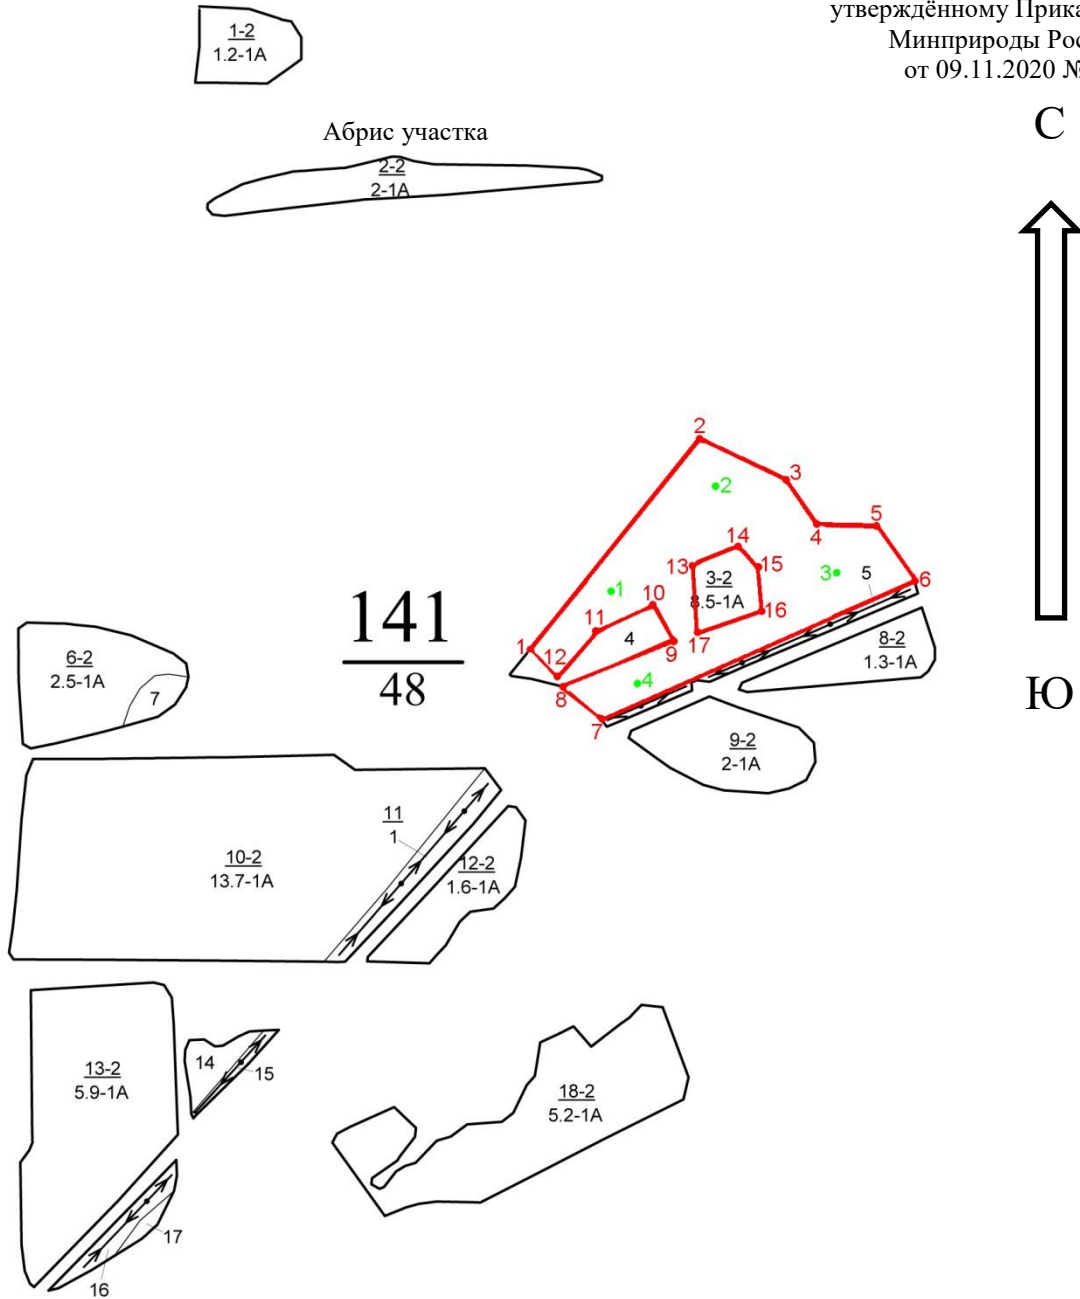 утверждённому Прика
Минприроды Рос
от 09.11.2020 №
1-2
1.2-1А
Абрис участка
2-2
2-1А
С
2
3
2
4
5
14
13
15
3
5
6
3-2
8.5-1А
1
10
16
11
4
17
9
1
12
8
4
7
141
48
8-2
1.3-1А
Ю
6-2
2.5-1А
7
9-2
2-1А
11
1
10-2
13.7-1А
12-2
1.6-1А
13-2
5.9-1А
14
15
18-2
5.2-1А
17
16